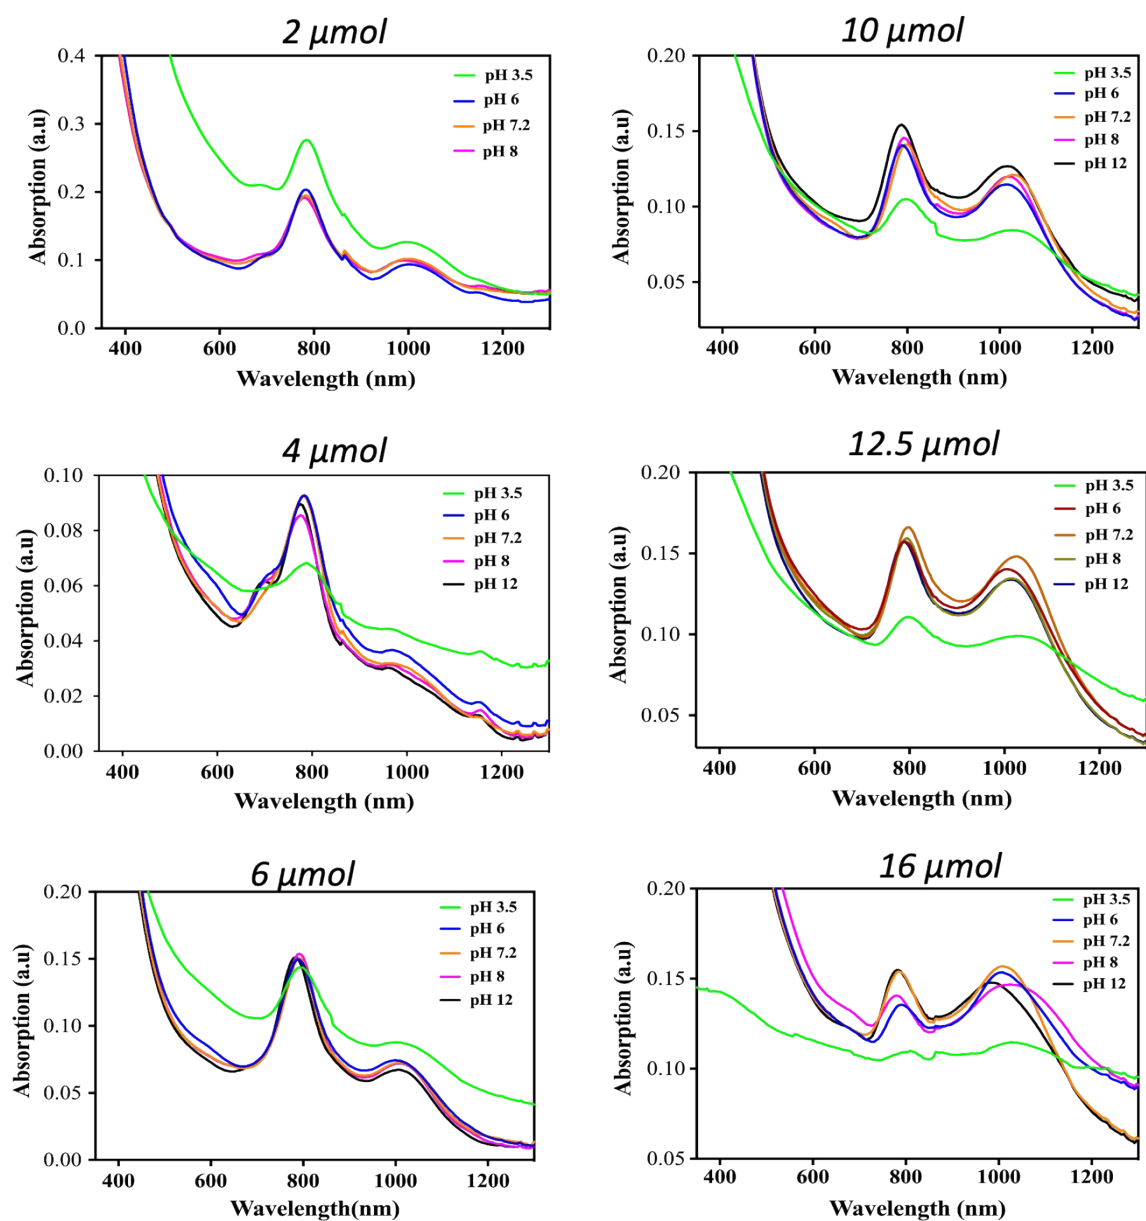 2 μmol
Absorption (a.u)
0.4
0.3
0.2
0.1
0.0
pH 3.5
pH 6
pH 7.2
pH 8
400 600 800 1000 1200
Wavelength (nm)
10 μmol
Absorption (a.u)
0.20
0.15
0.10
0.05
pH 3.5
pH 6
pH 7.2
pH 8
pH 12
400 600 800 1000 1200
Wavelength (nm)
4 μmol
Absorption (a.u)
0.10
0.08
0.06
0.04
0.02
0.00
pH 3.5
pH 6
pH 7.2
pH 8
pH 12
400 600 800 1000 1200
Wavelength (nm)
12.5 μmol
Absorption (a.u)
0.20
0.15
0.10
0.05
pH 3.5
pH 6
pH 7.2
pH 8
pH 12
400 600 800 1000 1200
Wavelength (nm)
6 μmol
Absorption (a.u)
0.20
0.15
0.10
0.05
0.00
pH 3.5
pH 6
pH 7.2
pH 8
pH 12
400 600 800 1000 1200
Wavelength(nm)
16 μmol
Absorption (a.u)
0.20
0.15
0.10
0.05
pH 3.5
pH 6
pH 7.2
pH 8
pH 12
400 600 800 1000 1200
Wavelength (nm)